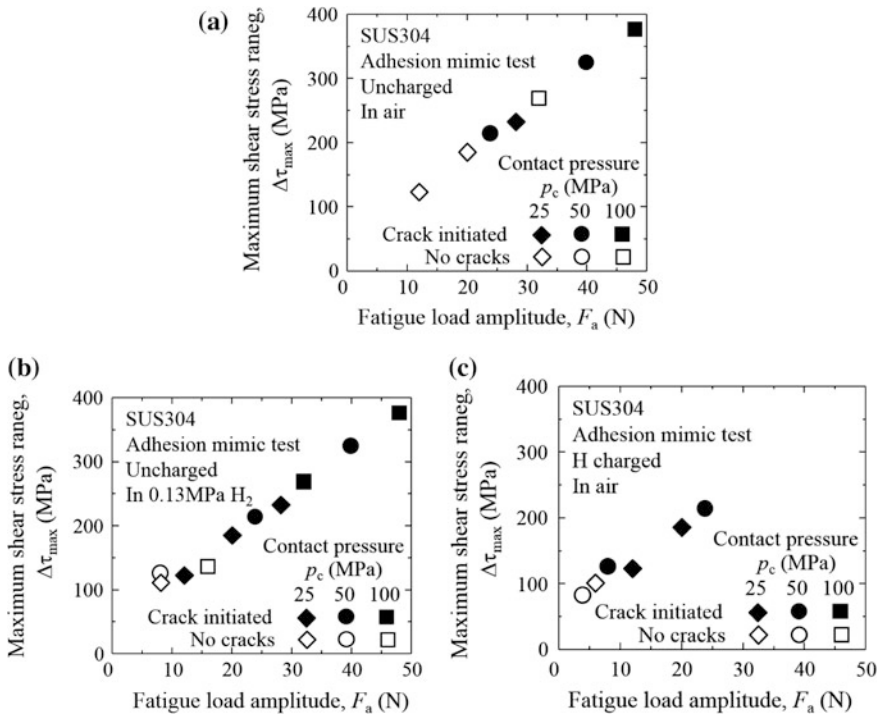 (a)
Maximum shear stress raneg,
Δτmax (MPa)
400
300
200
100
0
SUS304
Adhesion mimic test
Uncharged
In air
Contact pressure
pc (MPa)
25 50 100
Crack initiated
No cracks
0 10 20 30 40 50
Fatigue load amplitude, Fa (N)
(b)
Maximum shear stress raneg,
Δτmax (MPa)
400
300
200
100
0
SUS304
Adhesion mimic test
Uncharged
In 0.13MPa H2
Contact pressure
pc (MPa)
25 50 100
Crack initiated
No cracks
0 10 20 30 40 50
Fatigue load amplitude, Fa (N)
(c)
Maximum shear stress raneg,
Δτmax (MPa)
400
300
200
100
0
SUS304
Adhesion mimic test
H charged
In air
Contact pressure
pc (MPa)
25 50 100
Crack initiated
No cracks
0 10 20 30 40 50
Fatigue load amplitude, Fa (N)